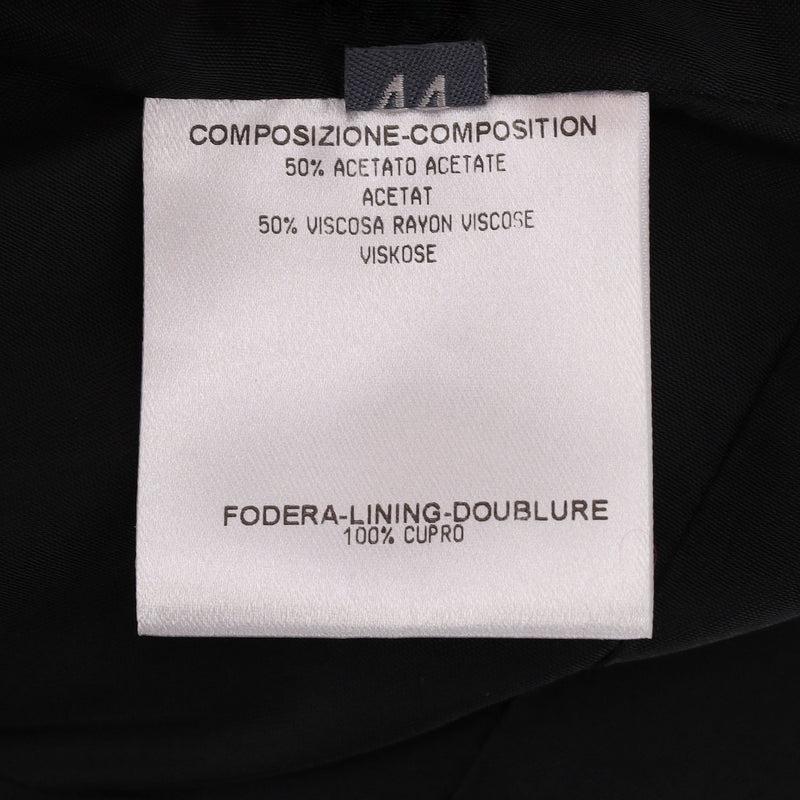 44
COMPOSIZIONE-COMPOSITION
50% ACETATO ACETATE
ACETAT
50% VISCOSA RAYON VISCOSE
VISKOSE
FODERA-LINING-DOUBLURE
100% CUPRO